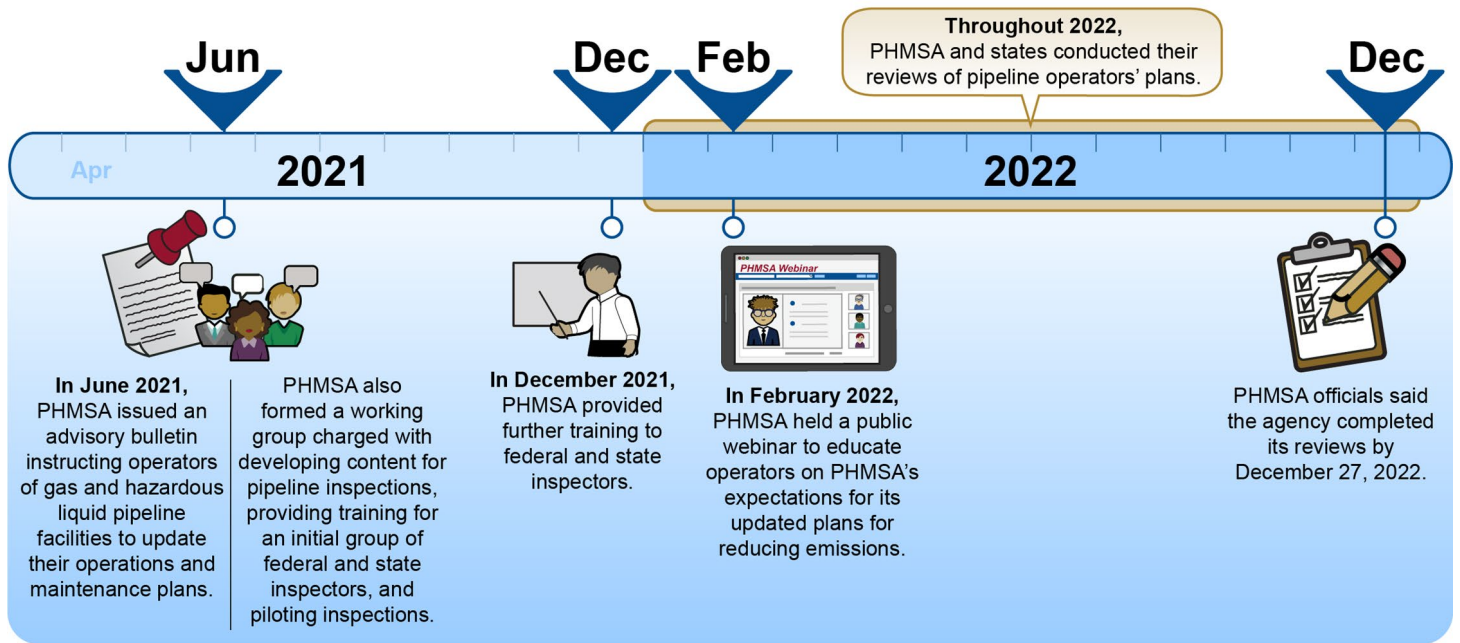 Jun
Dec
Feb
Throughout 2022,
PHMSA and states conducted their
reviews of pipeline operators’ plans.
Dec
Apr
2021
2022
In June 2021,
PHMSA issued an
advisory bulletin
instructing operators
of gas and hazardous
liquid pipeline
facilities to update
their operations and
maintenance plans.
PHMSA also
formed a working
group charged with
developing content for
pipeline inspections,
providing training for
an initial group of
federal and state
inspectors, and
piloting inspections.
In December 2021,
PHMSA provided
further training to
federal and state
inspectors.
PHMSA Webinar
In February 2022,
PHMSA held a public
webinar to educate
operators on PHMSA’s
expectations for its
updated plans for
reducing emissions.
PHMSA officials said
the agency completed
its reviews by
December 27, 2022.